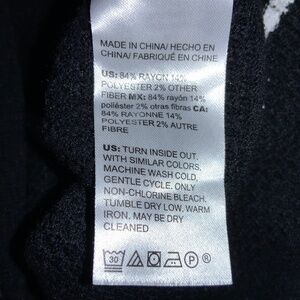 MADE IN CHINA/ HECHO EN
CHINA/ FABRIQUÉ EN CHINE
US: 84% RAYON 14%
POLYESTER 2% OTHER
FIBER MX: 84% rayón 14%
poliéster 2% otras fibras CA:
84% RAYONNE 14%
POLYESTER 2% AUTRE
FIBRE
US: TURN INSIDE OUT.
WITH SIMILAR COLORS.
MACHINE WASH COLD,
GENTLE CYCLE. ONLY
NON-CHLORINE BLEACH.
TUMBLE DRY LOW. WARM
IRON. MAY BE DRY
CLEANED
30 P ®